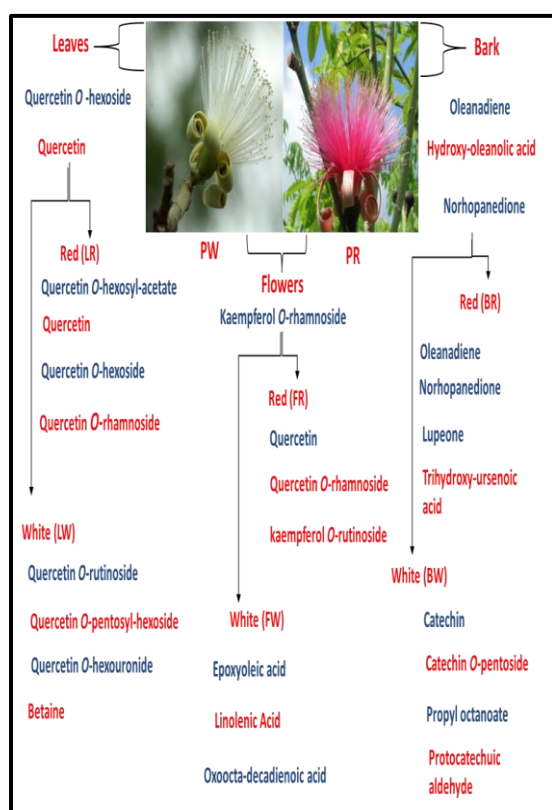 Leaves
Quercetin O -hexoside
Quercetin
Red (LR)
Quercetin O-hexosyl-acetate
Quercetin
Quercetin O-hexoside
Quercetin O-rhamnoside
White (LW)
Quercetin O-rutinoside
Quercetin O-pentosyl-hexoside
Quercetin O-hexouronide
Betaine
PW
PR
Flowers
Kaempferol O-rhamnoside
Red (FR)
Quercetin
Quercetin O-rhamnoside
kaempferol O-rutinoside
White (FW)
Epoxyoleic acid
Linolenic Acid
Oxoocta-decadienoic acid
Bark
Oleanadiene
Hydroxy-oleanolic acid
Norhopanedione
Red (BR)
Oleanadiene
Norhopanedione
Lupeone
Trihydroxy-ursenoic
acid
White (BW)
Catechin
Catechin O-pentoside
Propyl octanoate
Protocatechuic
aldehyde